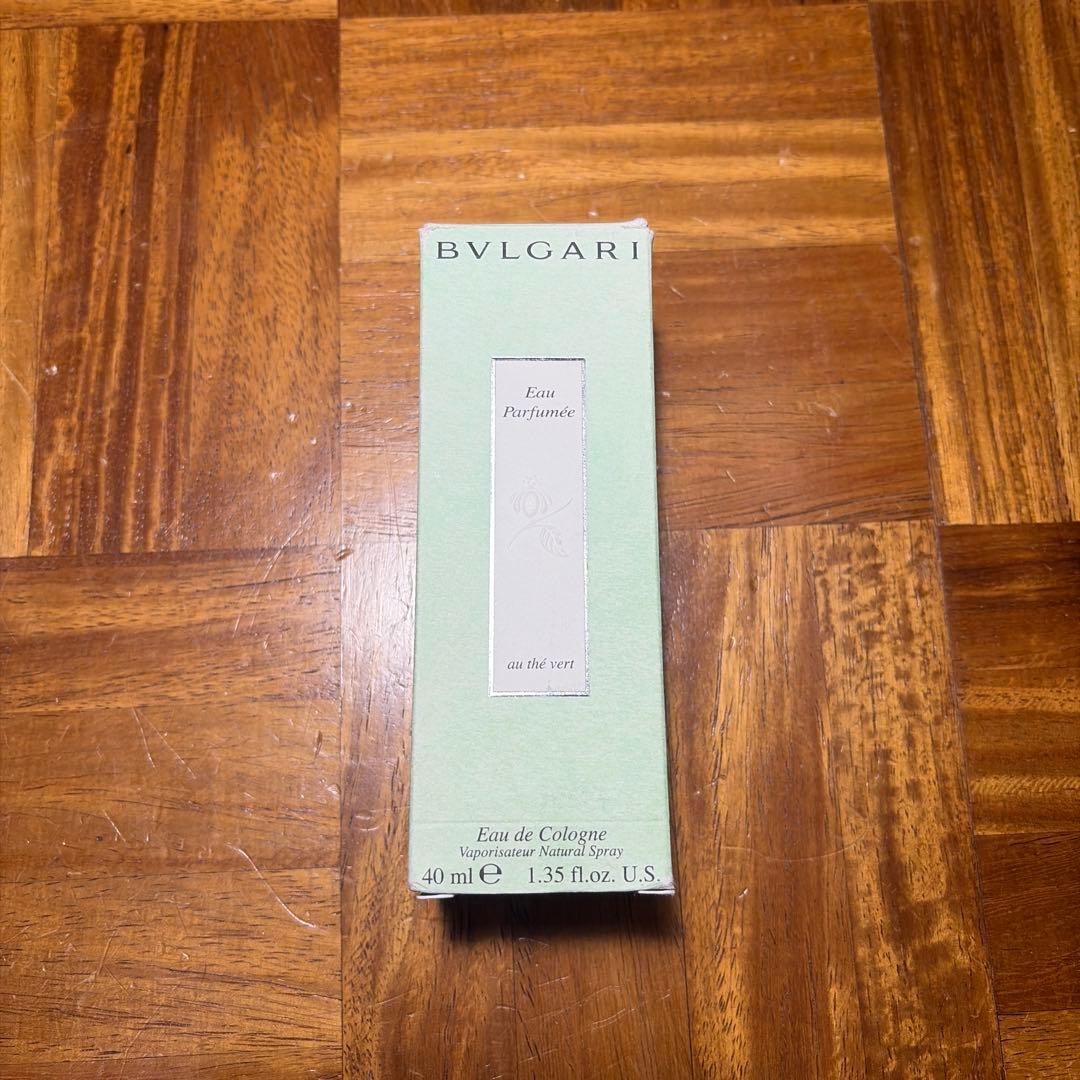 BVLGARI
Eau
Parfumée
au thé vert
Eau de Cologne
Vaporisateur Natural Spray
40 ml ℮ 1.35 fl.oz. U.S.